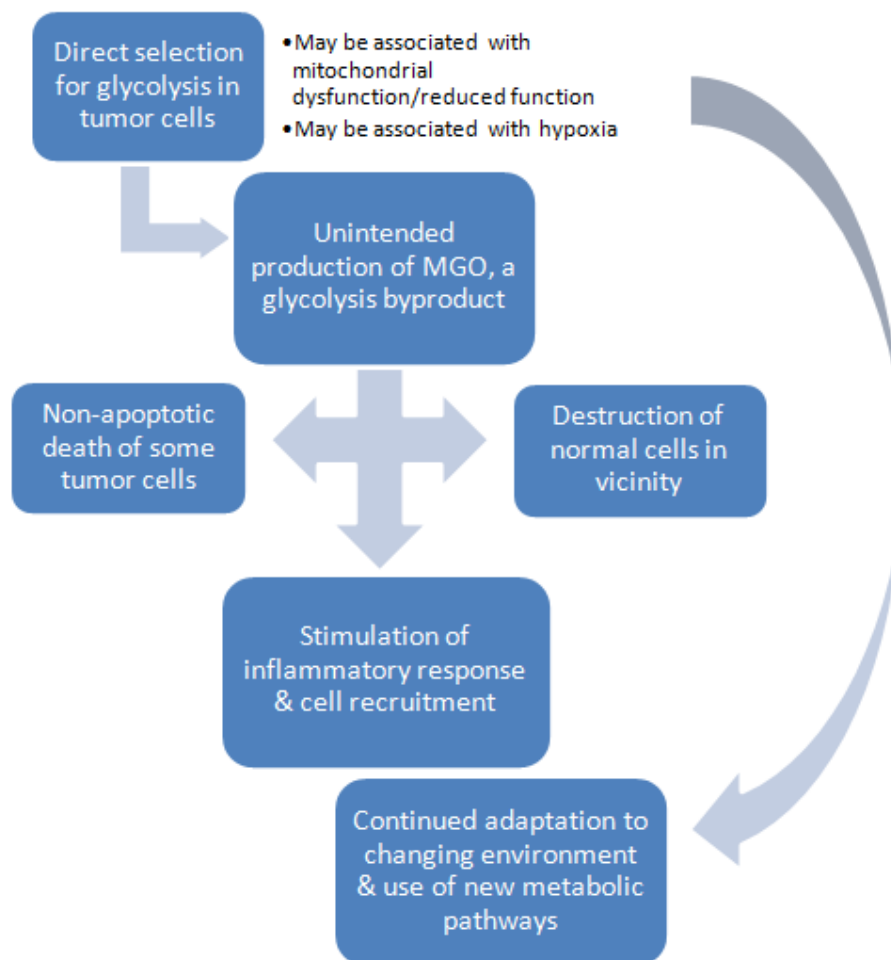 Direct selection
for glycolysis in
tumor cells
•May be associated with
mitochondrial
dysfunction/reduced function
•May be associated with hypoxia
Unintended
production of MGO, a
glycolysis byproduct
Non-apoptotic
death of some
tumor cells
Destruction of
normal cells in
vicinity
Stimulation of
inflammatory response
& cell recruitment
Continued adaptation to
changing environment
& use of new metabolic
pathways